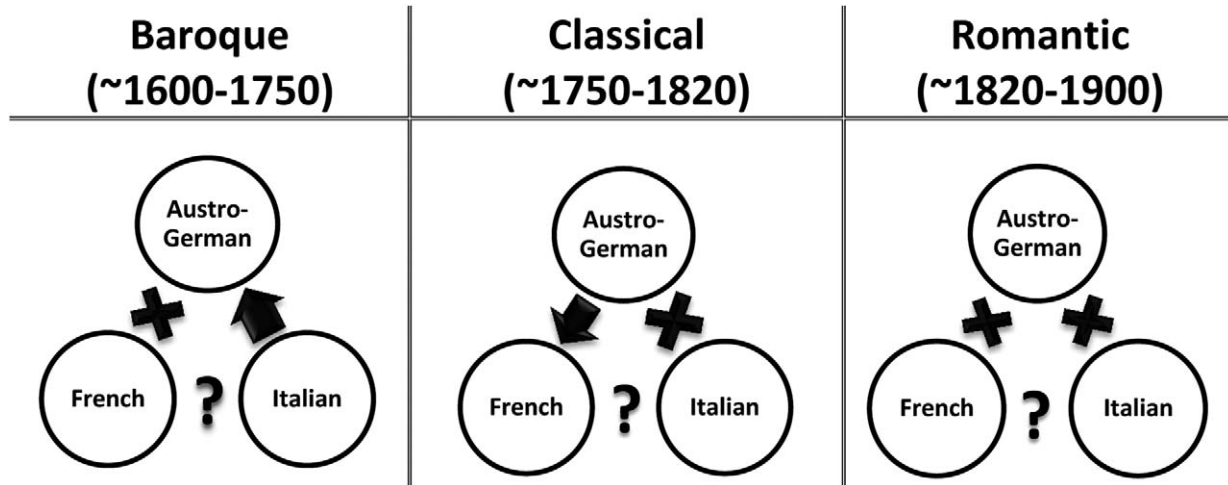 Baroque
(~1600-1750)
Classical
(~1750-1820)
Romantic
(~1820-1900)
Austro-
German
French
?
Italian
Austro-
German
French
?
Italian
Austro-
German
French
?
Italian